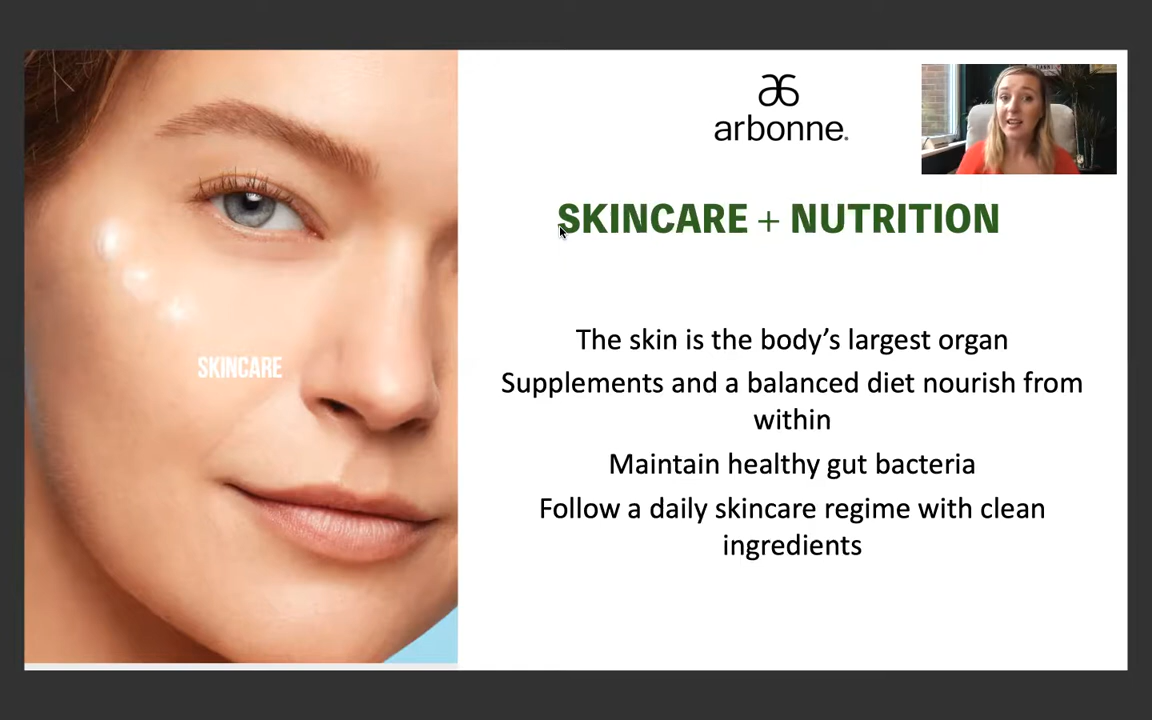 arbonne.
SKINCARE + NUTRITION
SKINCARE
The skin is the body’s largest organ
Supplements and a balanced diet nourish from
within
Maintain healthy gut bacteria
Follow a daily skincare regime with clean
ingredients